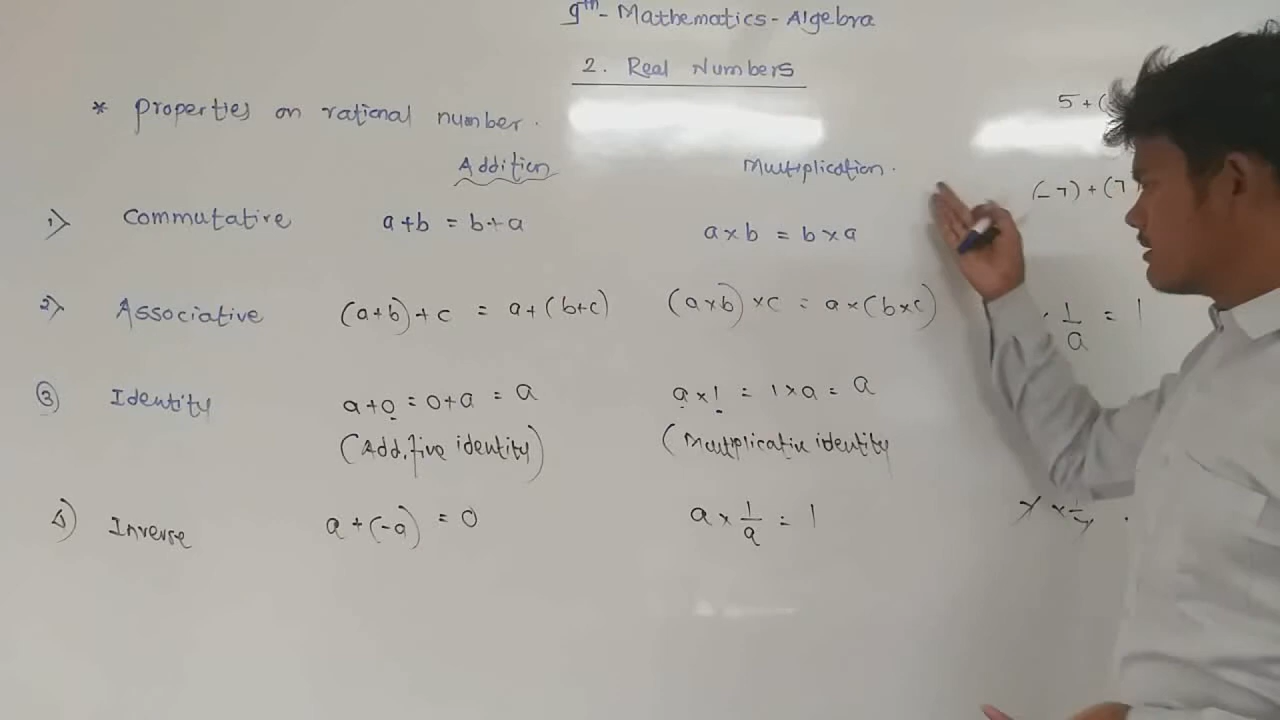 9th - Mathematics - Algebra
2. Real Numbers
* Properties on rational number.
Addition Multiplication.
1) Commutative a+b = b+a a×b = b×a
2) Associative (a+b)+c = a+(b+c) (a×b)×c = a×(b×c)
③ Identity a+0 = 0+a = a a×1 = 1×a = a
(Additive identity) (Multiplicative identity
4) Inverse a+(-a) = 0 a × 1/a = 1
5 + (
(-7) + (7
· 1/a = 1